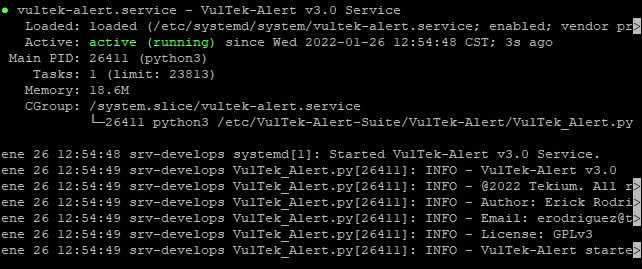 ● vultek-alert.service - VulTek-Alert v3.0 Service
Loaded: loaded (/etc/systemd/system/vultek-alert.service; enabled; vendor pr>
Active: active (running) since Wed 2022-01-26 12:54:48 CST; 3s ago
Main PID: 26411 (python3)
Tasks: 1 (limit: 23813)
Memory: 18.6M
CGroup: /system.slice/vultek-alert.service
└─26411 python3 /etc/VulTek-Alert-Suite/VulTek-Alert/VulTek_Alert.py
ene 26 12:54:48 srv-develops systemd[1]: Started VulTek-Alert v3.0 Service.
ene 26 12:54:49 srv-develops VulTek_Alert.py[26411]: INFO - VulTek-Alert v3.0
ene 26 12:54:49 srv-develops VulTek_Alert.py[26411]: INFO - @2022 Tekium. All r>
ene 26 12:54:49 srv-develops VulTek_Alert.py[26411]: INFO - Author: Erick Rodri>
ene 26 12:54:49 srv-develops VulTek_Alert.py[26411]: INFO - Email: erodriguez@t>
ene 26 12:54:49 srv-develops VulTek_Alert.py[26411]: INFO - License: GPLv3
ene 26 12:54:49 srv-develops VulTek_Alert.py[26411]: INFO - VulTek-Alert starte>